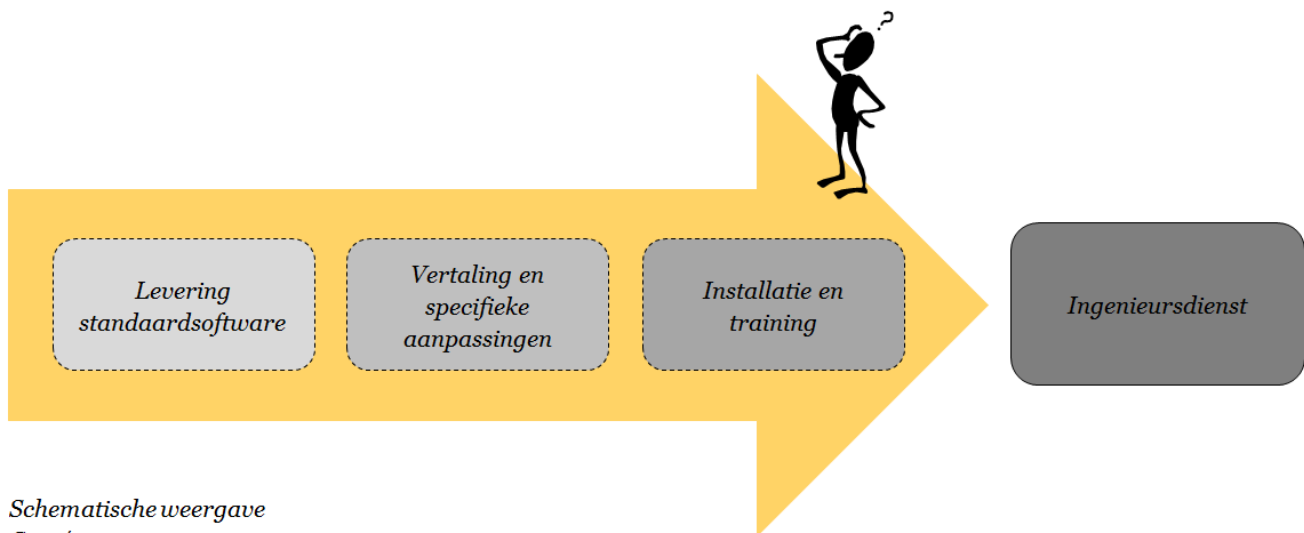 ?
Levering
standaardsoftware
Vertaling en
specifieke
aanpassingen
Installatie en
training
Ingenieursdienst
Schematische weergave